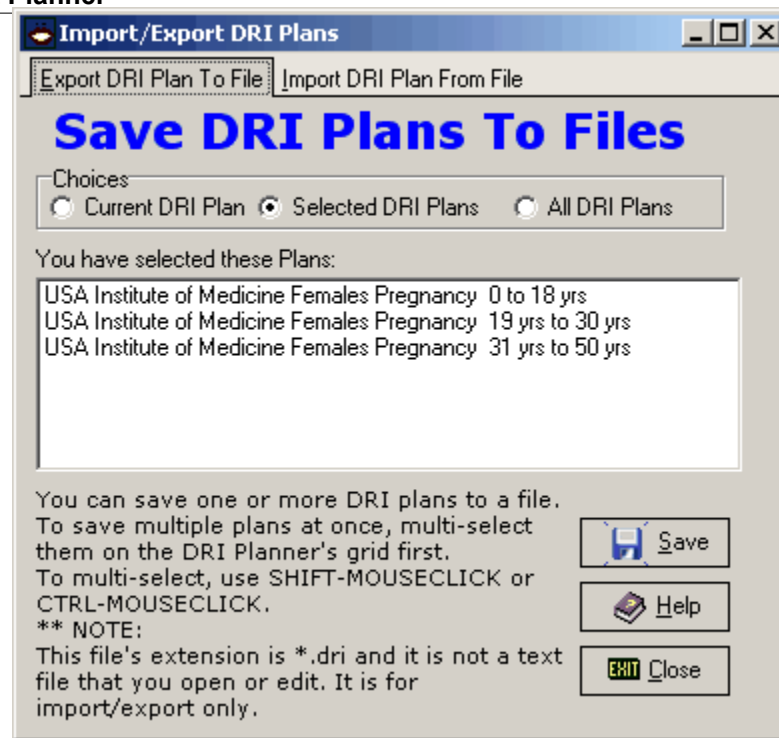 Planner
Import/Export DRI Plans
Export DRI Plan To File Import DRI Plan From File
Save DRI Plans To Files
Choices
Current DRI Plan Selected DRI Plans All DRI Plans
You have selected these Plans:
USA Institute of Medicine Females Pregnancy 0 to 18 yrs
USA Institute of Medicine Females Pregnancy 19 yrs to 30 yrs
USA Institute of Medicine Females Pregnancy 31 yrs to 50 yrs
You can save one or more DRI plans to a file.
To save multiple plans at once, multi-select
them on the DRI Planner's grid first.
To multi-select, use SHIFT-MOUSECLICK or
CTRL-MOUSECLICK.
** NOTE:
This file's extension is *.dri and it is not a text
file that you open or edit. It is for
import/export only.
Save
Help
EXIT Close